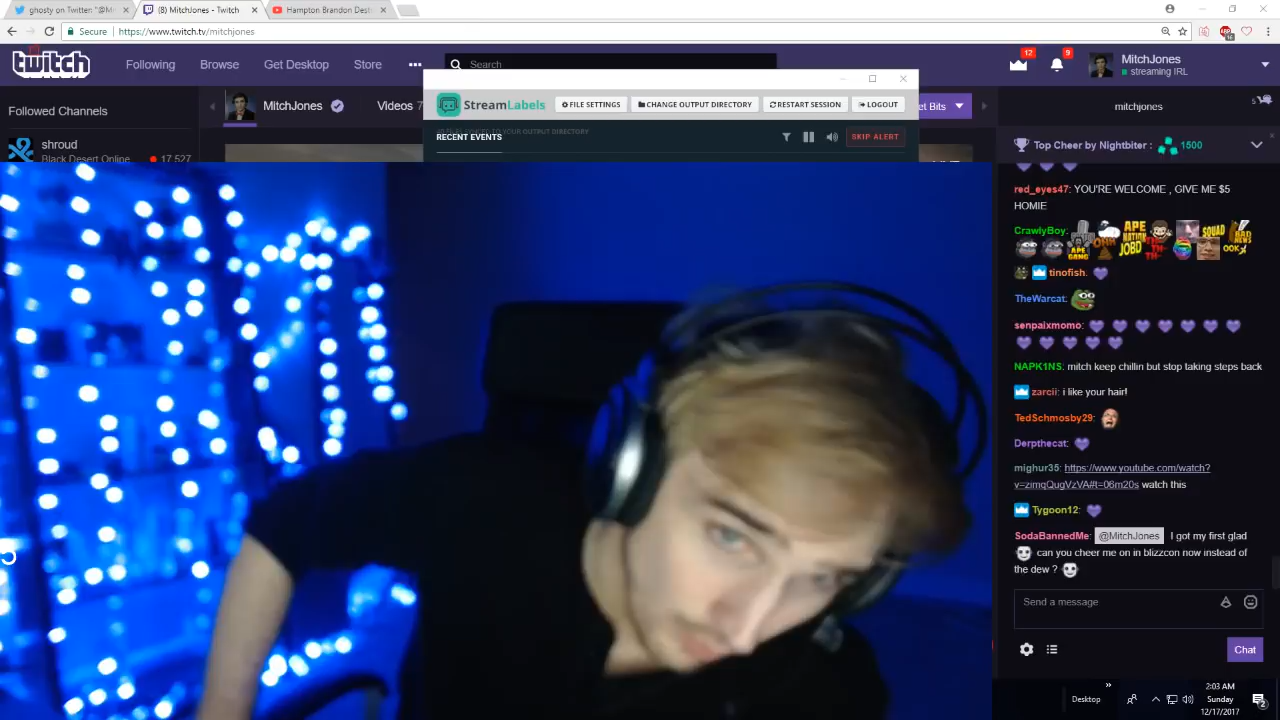 ghosty on Twitter: "@Mi
(8) MitchJones - Twitch
Hampton Brandon Dest
Secure
https://www.twitch.tv/mitchjones
twitch
Following
Browse
Get Desktop
Store
Search
12
9
MitchJones
streaming IRL
Followed Channels
MitchJones
Videos 7
StreamLabels
FILE SETTINGS
CHANGE OUTPUT DIRECTORY
RESTART SESSION
LOGOUT
et Bits
mitchjones
shroud
Black Desert Online
17,527
RECENT EVENTS
SKIP ALERT
Top Cheer by Nightbiter :
1500
red_eyes47: YOU'RE WELCOME , GIVE ME $5
HOMIE
CrawlyBoy:
tinofish.
TheWarcat:
senpaixmomo:
NAPK1NS: mitch keep chillin but stop taking steps back
zarcii: i like your hair!
TedSchmosby29:
Derpthecat:
mighur35: https://www.youtube.com/watch?
v=zimqQugVzVA#t=06m20s watch this
Tygoon12:
SodaBannedMe: @MitchJones I got my first glad
can you cheer me on in blizzcon now instead of
the dew ?
Send a message
Chat
Desktop
2:03 AM
Sunday
12/17/2017
2